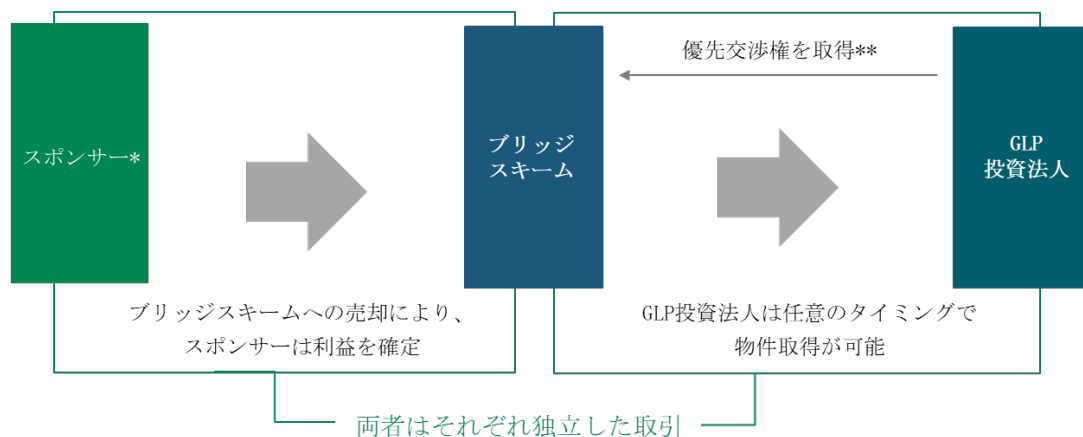 優先交渉権を取得**
スポンサー*
ブリッジ
スキーム
GLP
投資法人
ブリッジスキームへの売却により、
スポンサーは利益を確定
GLP投資法人は任意のタイミングで
物件取得が可能
両者はそれぞれ独立した取引